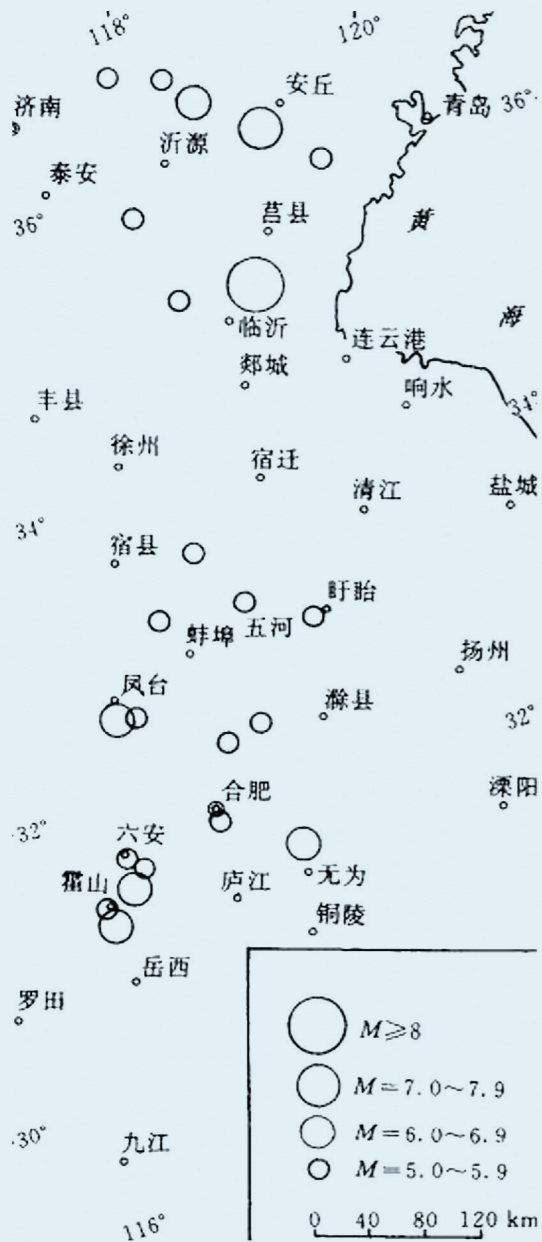 118°
120°
安丘
36°
济南
青岛
沂源
泰安
36°
莒县
黄
海
临沂
连云港
郯城
响水
34°
丰县
徐州
宿迁
清江
盐城
34°
宿县
盱眙
五河
蚌埠
扬州
凤台
滁县
32°
合肥
溧阳
32°
六安
霍山
庐江
无为
铜陵
岳西
罗田
M≥8
M=7.0~7.9
M=6.0~6.9
30°
九江
M=5.0~5.9
116°
0 40 80 120 km